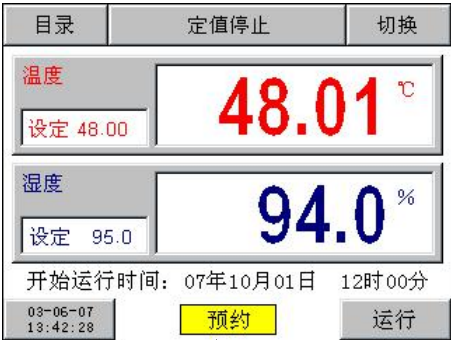 目录 定值停止 切换
温度
48.01 ℃
设定 48.00
湿度
94.0 %
设定 95.0
开始运行时间： 07年10月01日 12时00分
03-06-07
13:42:28
预约 运行